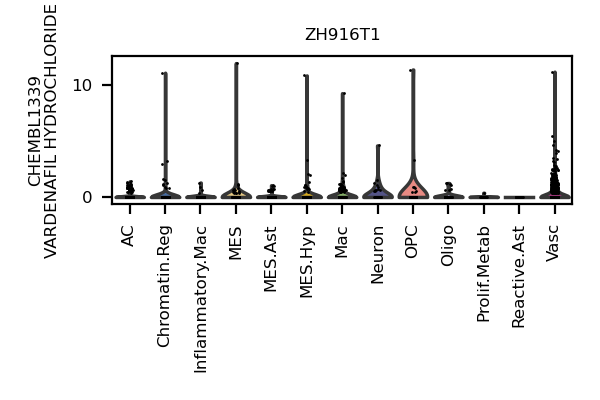 ZH916T1
CHEMBL1339
VARDENAFIL HYDROCHLORIDE
10
0
AC
Chromatin.Reg
Inflammatory.Mac
MES
MES.Ast
MES.Hyp
Mac
Neuron
OPC
Oligo
Prolif.Metab
Reactive.Ast
Vasc